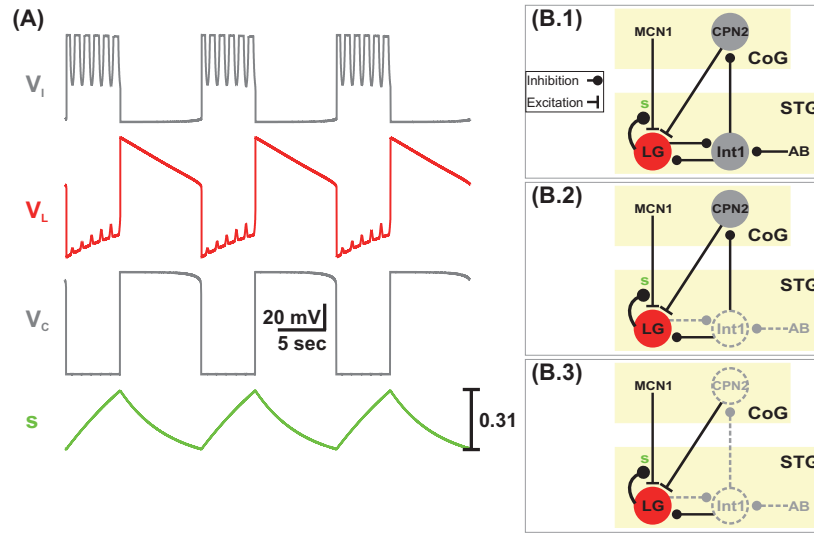 (A)
V_I
V_L
V_C
20 mV
5 sec
s
0.31
(B.1)
MCN1
CPN2
CoG
Inhibition
Excitation
s
STG
LG
Int1
AB
(B.2)
MCN1
CPN2
CoG
s
STG
LG
Int1
AB
(B.3)
MCN1
CPN2
CoG
s
STG
LG
Int1
AB